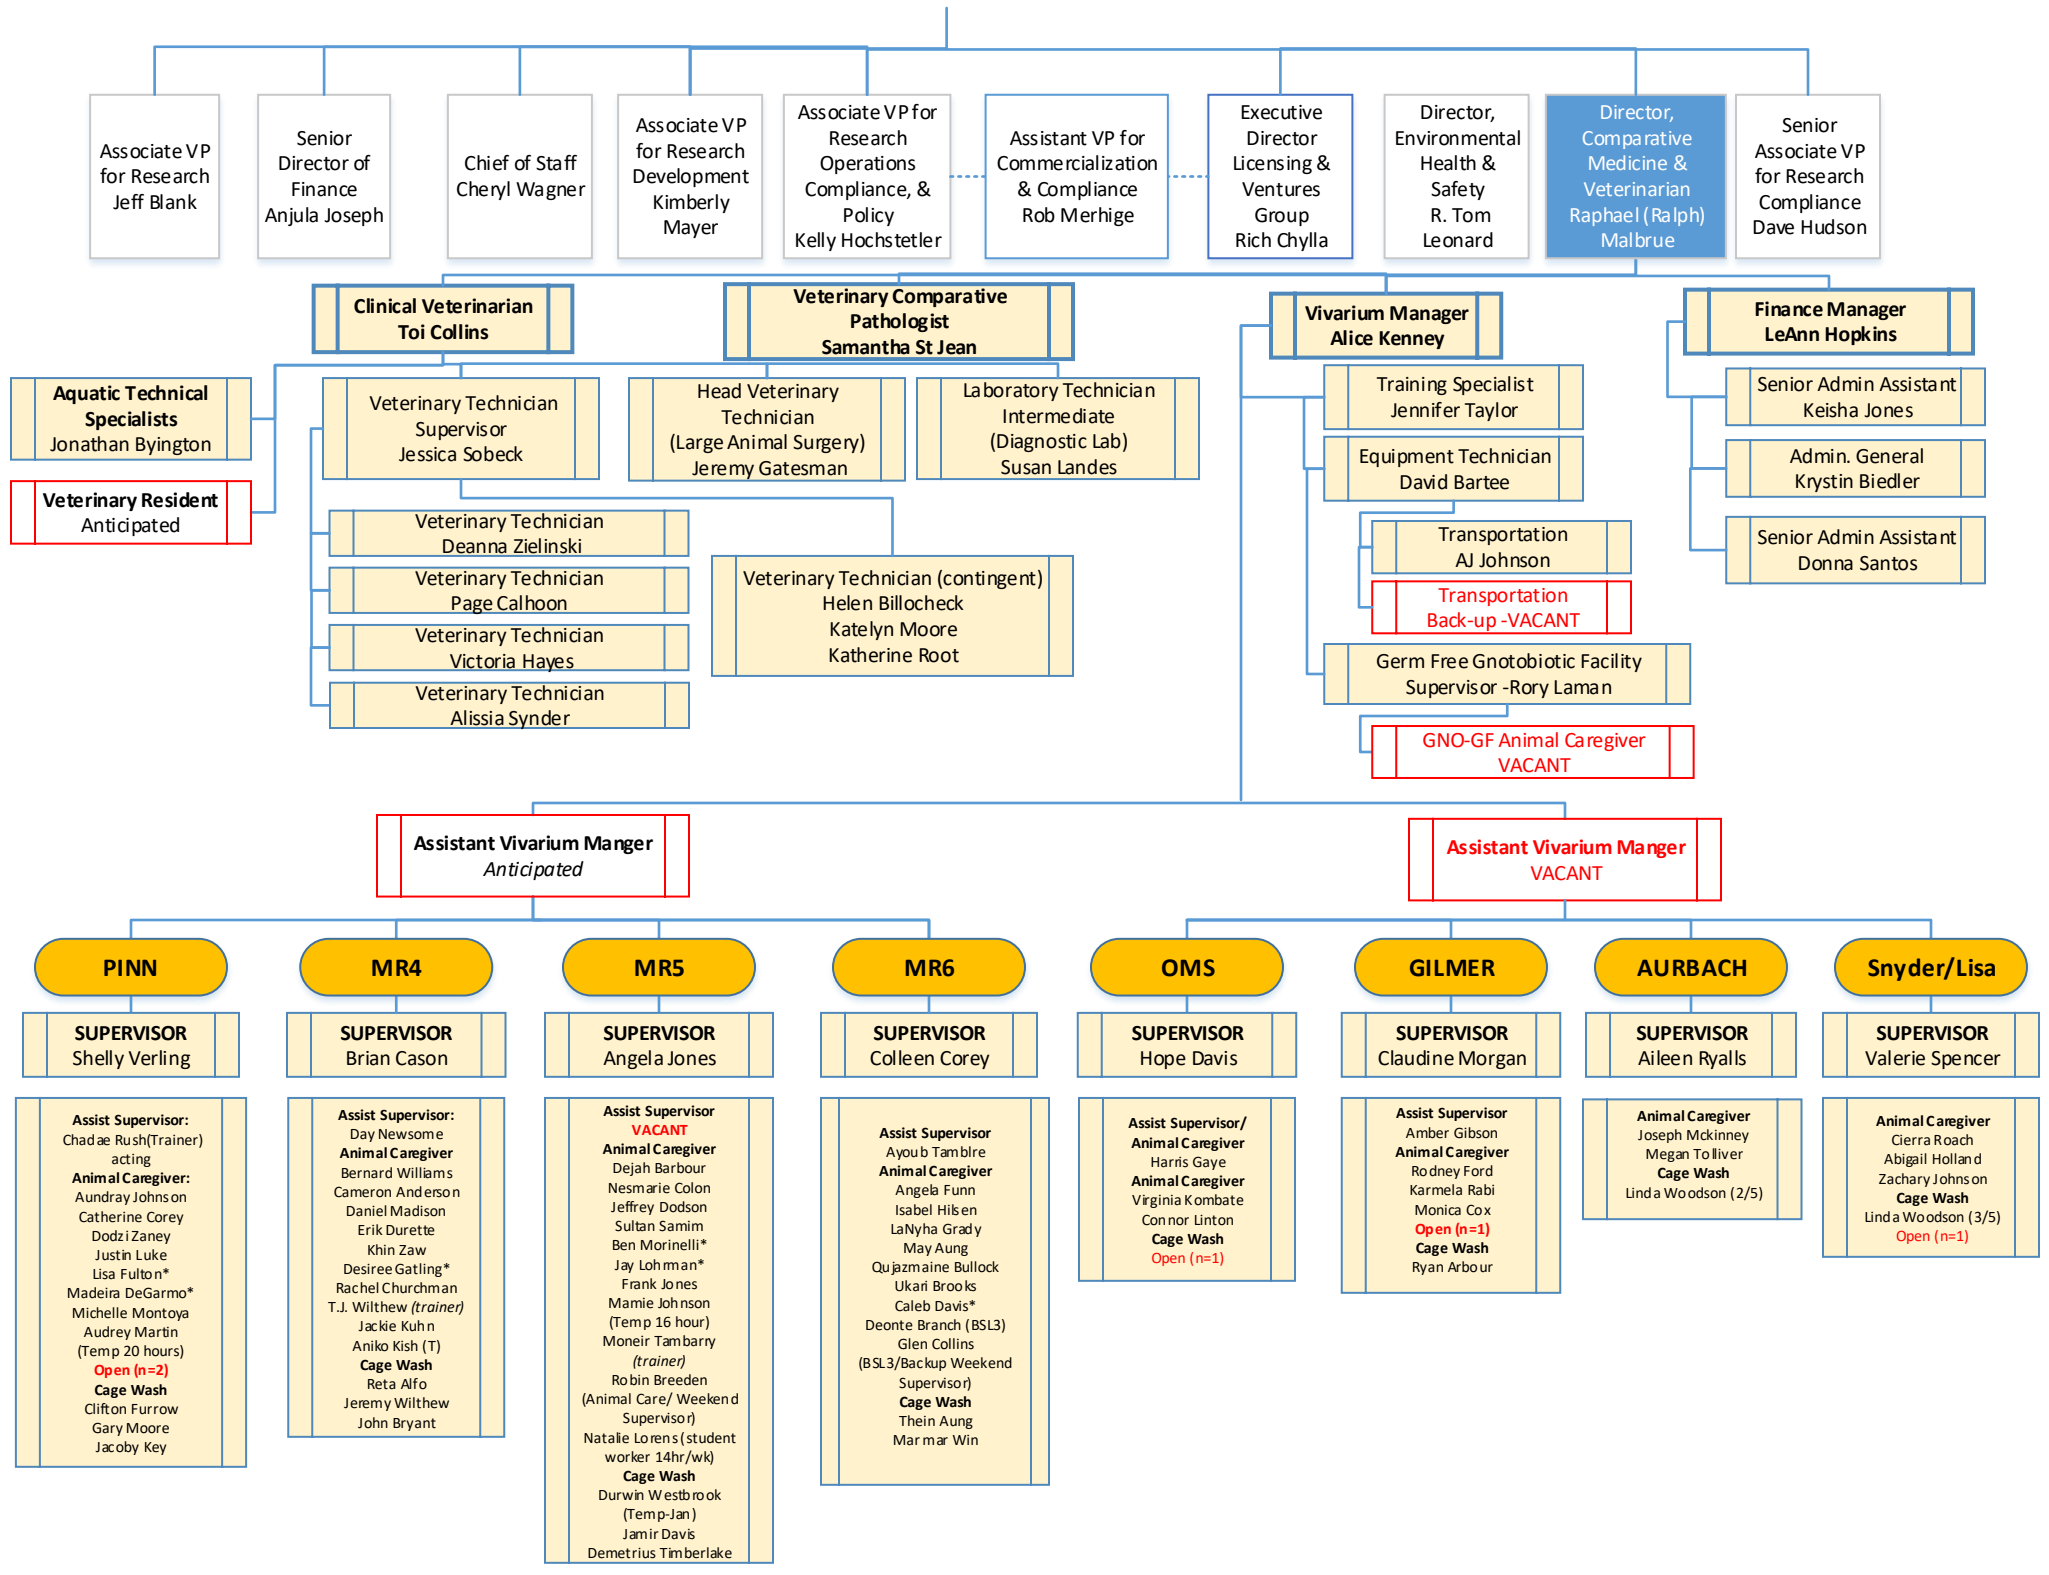 Associate VP
for Research
Jeff Blank
Senior
Director of
Finance
Anjula Joseph
Chief of Staff
Cheryl Wagner
Associate VP
for Research
Development
Kimberly
Mayer
Associate VP for
Research
Operations
Compliance, &
Policy
Kelly Hochstetler
Assistant VP for
Commercialization
& Compliance
Rob Merhige
Executive
Director
Licensing &
Ventures
Group
Rich Chylla
Director,
Environmental
Health &
Safety
R. Tom
Leonard
Director,
Comparative
Medicine &
Veterinarian
Raphael (Ralph)
Malbrue
Senior
Associate VP
for Research
Compliance
Dave Hudson
Clinical Veterinarian
Toi Collins
Veterinary Comparative
Pathologist
Samantha St Jean
Vivarium Manager
Alice Kenney
Finance Manager
LeAnn Hopkins
Aquatic Technical
Specialists
Jonathan Byington
Veterinary Resident
Anticipated
Veterinary Technician
Supervisor
Jessica Sobeck
Head Veterinary
Technician
(Large Animal Surgery)
Jeremy Gatesman
Laboratory Technician
Intermediate
(Diagnostic Lab)
Susan Landes
Veterinary Technician
Deanna Zielinski
Veterinary Technician
Page Calhoon
Veterinary Technician
Victoria Hayes
Veterinary Technician
Alissia Synder
Veterinary Technician (contingent)
Helen Billocheck
Katelyn Moore
Katherine Root
Training Specialist
Jennifer Taylor
Equipment Technician
David Bartee
Transportation
AJ Johnson
Transportation
Back-up -VACANT
Germ Free Gnotobiotic Facility
Supervisor -Rory Laman
GNO-GF Animal Caregiver
VACANT
Senior Admin Assistant
Keisha Jones
Admin. General
Krystin Biedler
Senior Admin Assistant
Donna Santos
Assistant Vivarium Manger
Anticipated
Assistant Vivarium Manger
VACANT
PINN
SUPERVISOR
Shelly Verling
Assist Supervisor:
Chadae Rush(Trainer)
acting
Animal Caregiver:
Aundray Johnson
Catherine Corey
Dodzi Zaney
Justin Luke
Lisa Fulton*
Madeira DeGarmo*
Michelle Montoya
Audrey Martin
(Temp 20 hours)
Open (n=2)
Cage Wash
Clifton Furrow
Gary Moore
Jacoby Key
MR4
SUPERVISOR
Brian Cason
Assist Supervisor:
Day Newsome
Animal Caregiver
Bernard Williams
Cameron Anderson
Daniel Madison
Erik Durette
Khin Zaw
Desiree Gatling*
Rachel Churchman
T.J. Wilthew (trainer)
Jackie Kuhn
Aniko Kish (T)
Cage Wash
Reta Alfo
Jeremy Wilthew
John Bryant
MR5
SUPERVISOR
Angela Jones
Assist Supervisor
VACANT
Animal Caregiver
Dejah Barbour
Nesmarie Colon
Jeffrey Dodson
Sultan Samim
Ben Morinelli*
Jay Lohrman*
Frank Jones
Mamie Johnson
(Temp 16 hour)
Moneir Tambarry
(trainer)
Robin Breeden
(Animal Care/ Weekend
Supervisor)
Natalie Lorens (student
worker 14hr/wk)
Cage Wash
Durwin Westbrook
(Temp-Jan)
Jamir Davis
Demetrius Timberlake
MR6
SUPERVISOR
Colleen Corey
Assist Supervisor
Ayoub Tamblre
Animal Caregiver
Angela Funn
Isabel Hilsen
LaNyha Grady
May Aung
Qujazmaine Bullock
Ukari Brooks
Caleb Davis*
Deonte Branch (BSL3)
Glen Collins
(BSL3/Backup Weekend
Supervisor)
Cage Wash
Thein Aung
Mar mar Win
OMS
SUPERVISOR
Hope Davis
Assist Supervisor/
Animal Caregiver
Harris Gaye
Animal Caregiver
Virginia Kombate
Connor Linton
Cage Wash
Open (n=1)
GILMER
SUPERVISOR
Claudine Morgan
Assist Supervisor
Amber Gibson
Animal Caregiver
Rodney Ford
Karmela Rabi
Monica Cox
Open (n=1)
Cage Wash
Ryan Arbour
AURBACH
SUPERVISOR
Aileen Ryalls
Animal Caregiver
Joseph Mckinney
Megan Tolliver
Cage Wash
Linda Woodson (2/5)
Snyder/Lisa
SUPERVISOR
Valerie Spencer
Animal Caregiver
Cierra Roach
Abigail Holland
Zachary Johnson
Cage Wash
Linda Woodson (3/5)
Open (n=1)